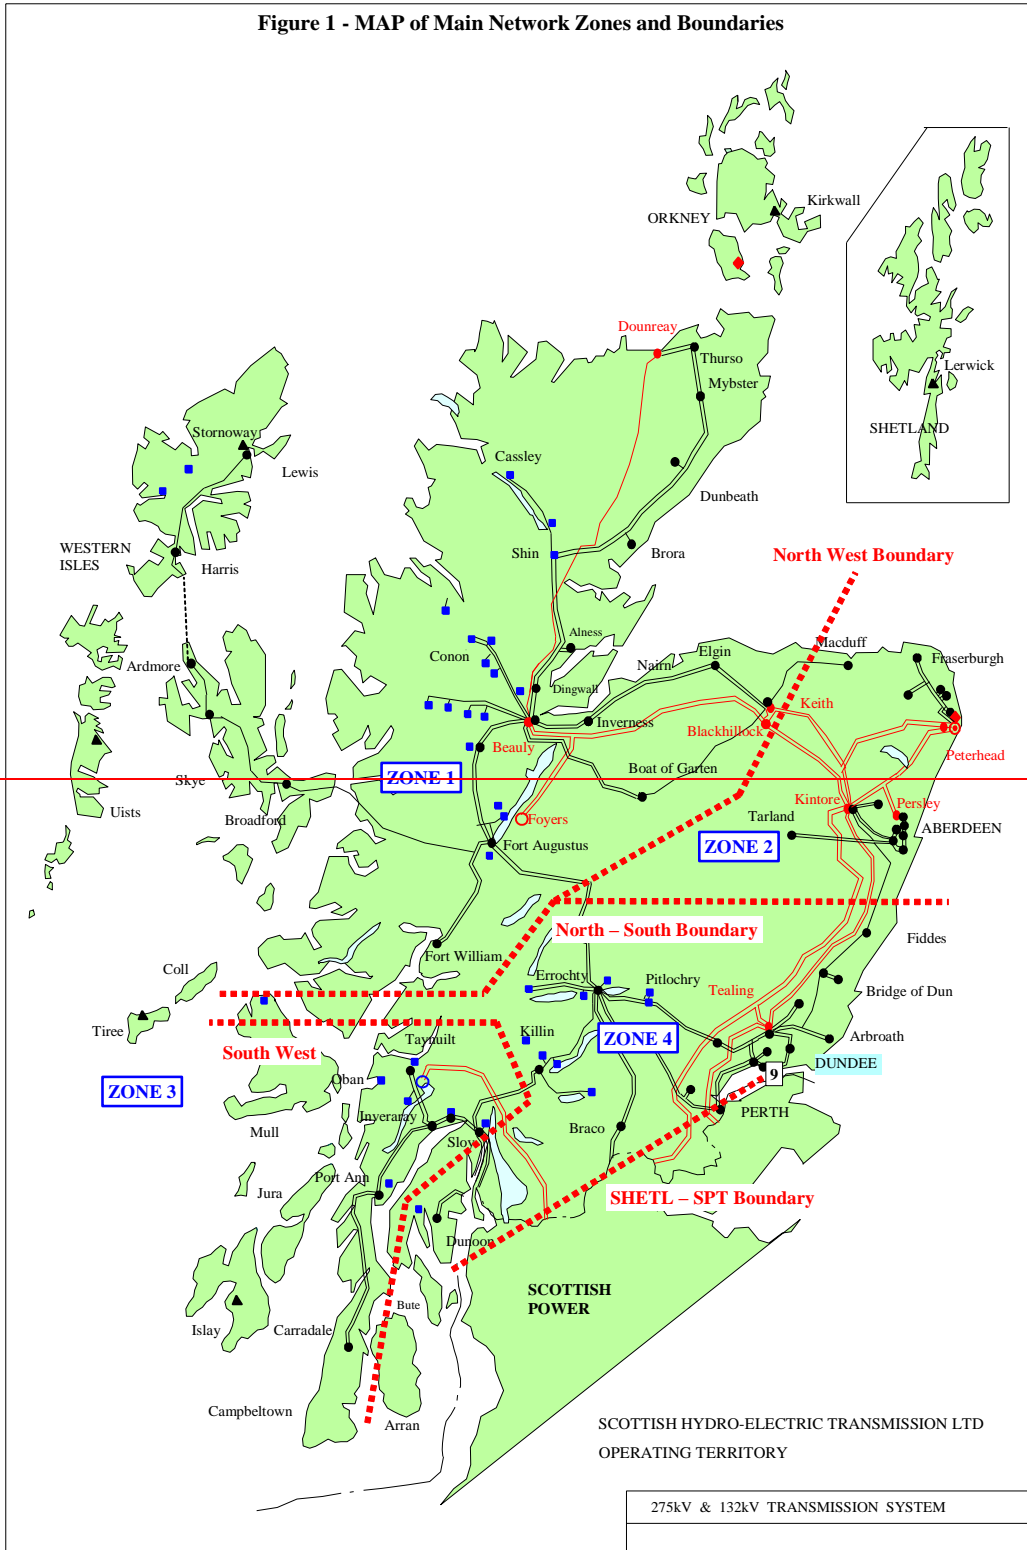 Figure 1 - MAP of Main Network Zones and Boundaries
Kirkwall
ORKNEY
Dounreay
Thurso
Mybster
Lerwick
SHETLAND
Stornoway
Lewis
Cassley
Dunbeath
WESTERN
ISLES
Harris
Shin
Brora
North West Boundary
Alness
Macduff
Ardmore
Conon
Nairn
Elgin
Fraserburgh
Dingwall
Keith
Inverness
Blackhillock
Beauly
Peterhead
Boat of Garten
ZONE 1
Skye
Uists
Broadford
Foyers
Kintore
Persley
Tarland
ABERDEEN
Fort Augustus
ZONE 2
North – South Boundary
Fiddes
Fort William
Coll
Errochty
Pitlochry
Tealing
Bridge of Dun
Tiree
Taynuilt
Killin
ZONE 4
Arbroath
South West
DUNDEE
Oban
9
ZONE 3
Inveraray
PERTH
Mull
Sloy
Braco
Port Ann
Jura
SHETL – SPT Boundary
Dunoon
SCOTTISH
POWER
Bute
Islay
Carradale
Campbeltown
Arran
SCOTTISH HYDRO-ELECTRIC TRANSMISSION LTD
OPERATING TERRITORY
275kV & 132kV TRANSMISSION SYSTEM